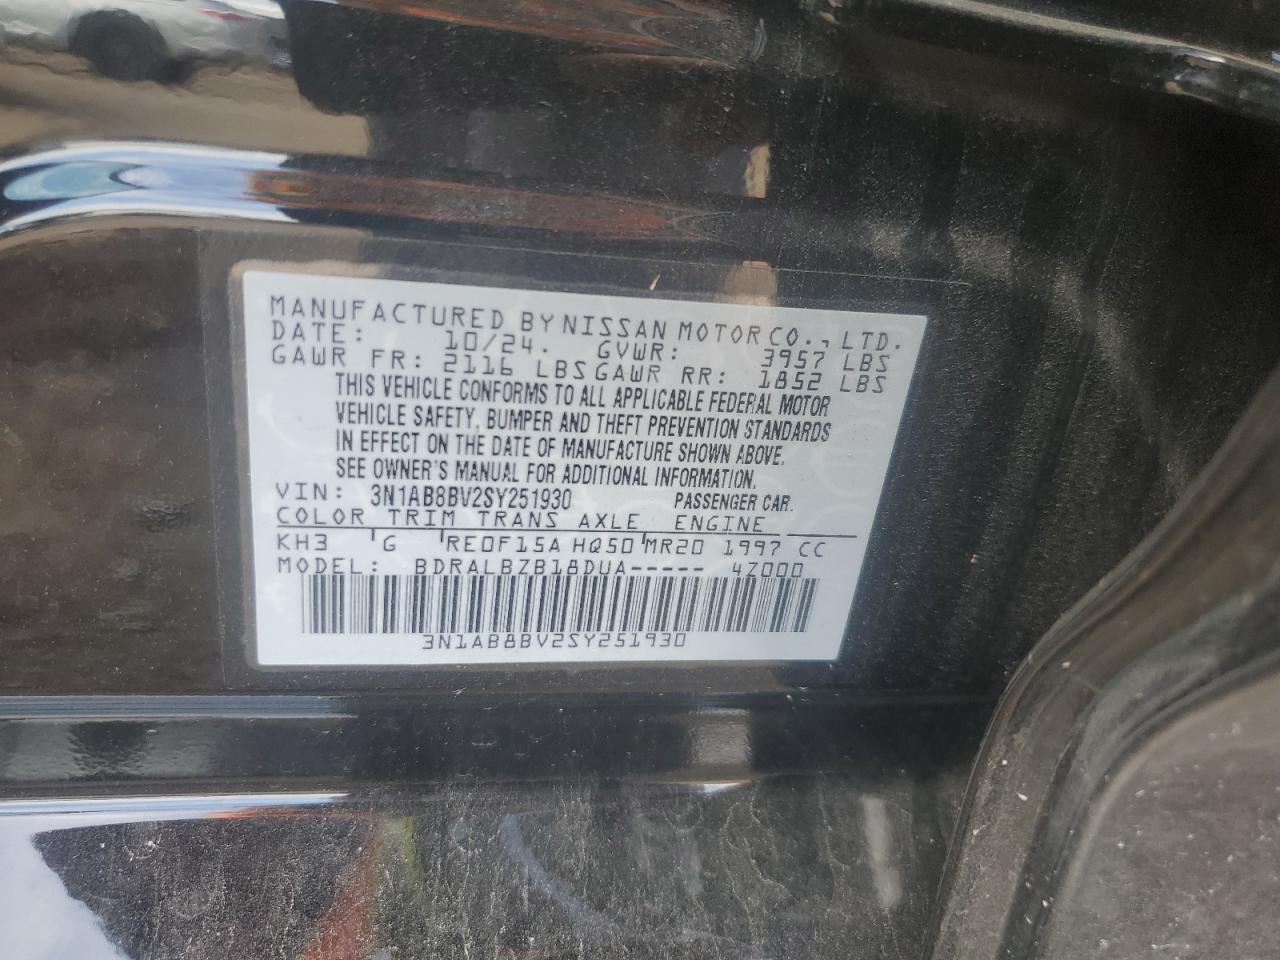 MANUFACTURED BY NISSAN MOTOR CO., LTD.
DATE: 10/24. GVWR: 3957 LBS
GAWR FR: 2116 LBS GAWR RR: 1852 LBS
THIS VEHICLE CONFORMS TO ALL APPLICABLE FEDERAL MOTOR
VEHICLE SAFETY, BUMPER AND THEFT PREVENTION STANDARDS
IN EFFECT ON THE DATE OF MANUFACTURE SHOWN ABOVE.
SEE OWNER'S MANUAL FOR ADDITIONAL INFORMATION.
VIN: 3N1AB8BV2SY251930 PASSENGER CAR.
COLOR TRIM TRANS AXLE ENGINE
KH3 G RE0F15A HQ50 MR20 1997 CC
MODEL: BDRALBZB18DUA----- 4Z000
3N1AB8BV2SY251930